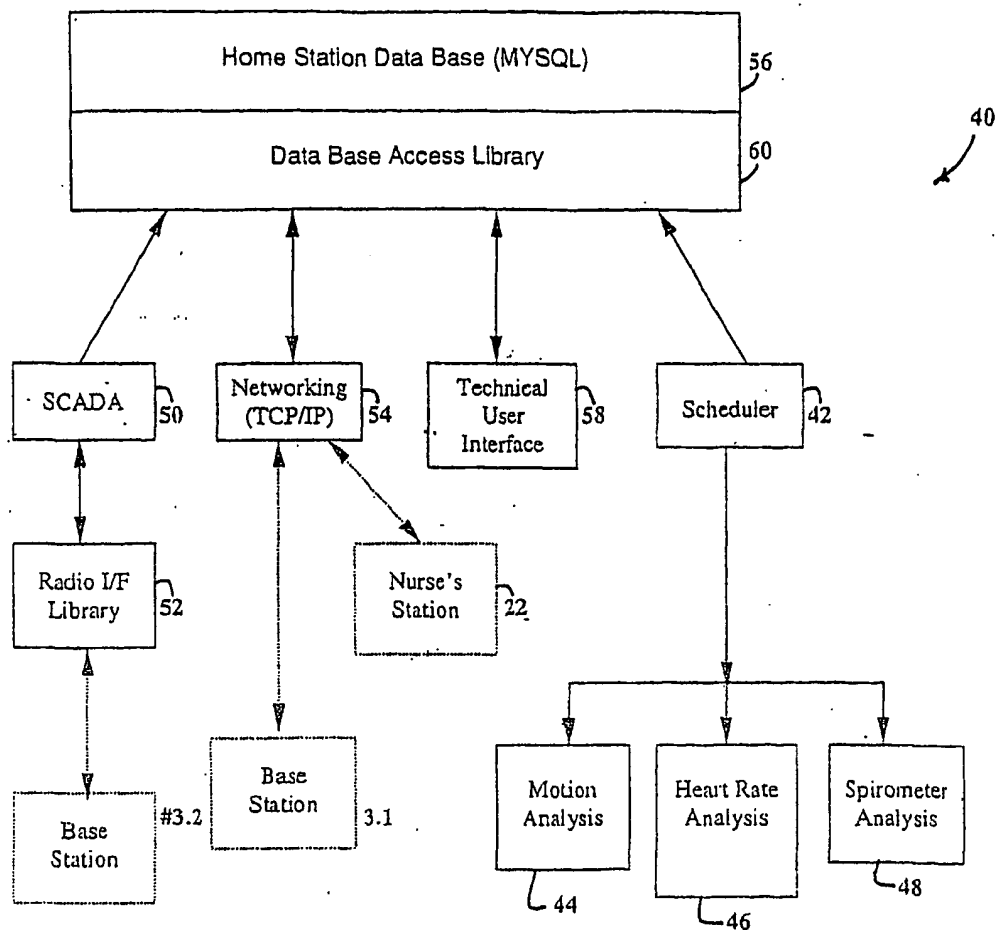 Home Station Data Base (MYSQL)
56
40
Data Base Access Library
60
SCADA
50
Networking
(TCP/IP)
54
Technical
User
Interface
58
Scheduler
42
Radio I/F
Library
52
Nurse's
Station
22
Base
Station
#3.2
Base
Station
3.1
Motion
Analysis
44
Heart Rate
Analysis
46
Spirometer
Analysis
48